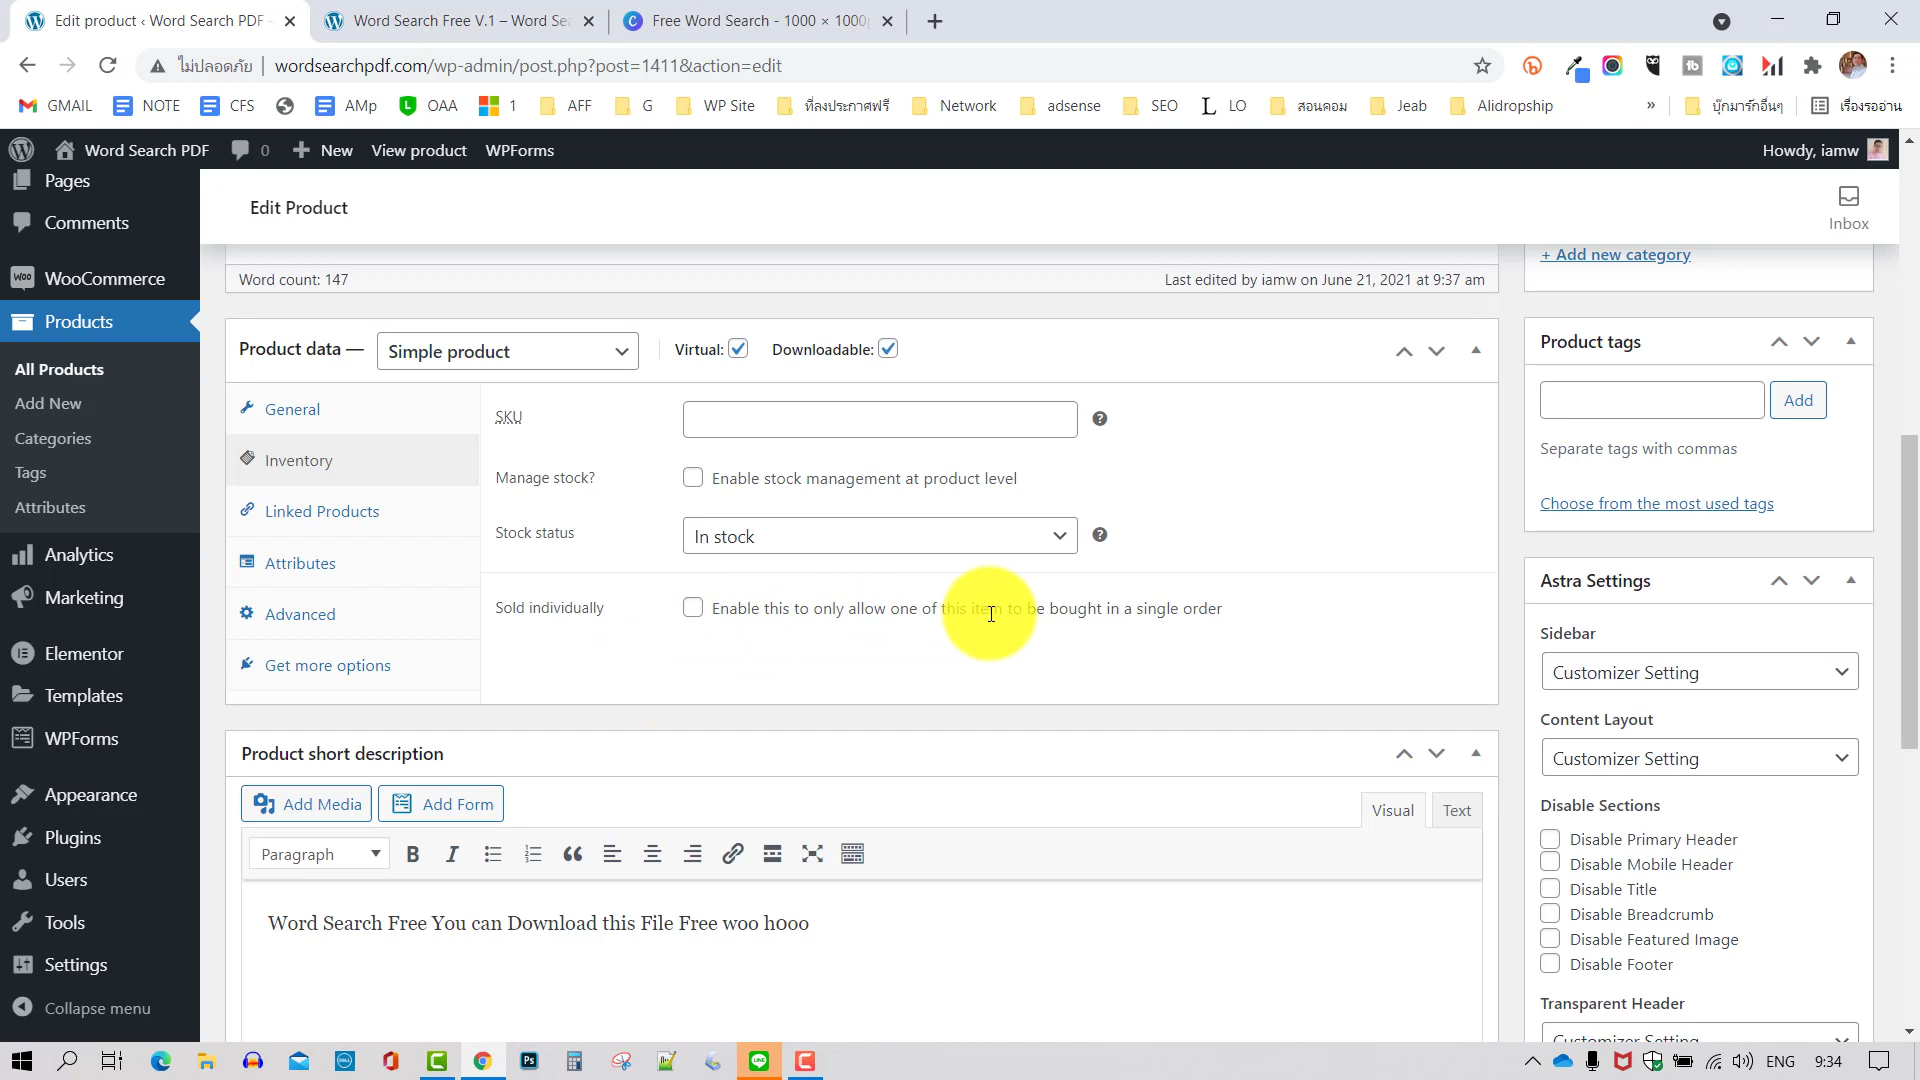 Edit product ‹ Word Search PDF -
Word Search Free V.1 – Word Se
Free Word Search - 1000 × 1000p
ไม่ปลอดภัย
wordsearchpdf.com/wp-admin/post.php?post=1411&action=edit
GMAIL
NOTE
CFS
AMp
OAA
1
AFF
G
WP Site
ที่ลงประกาศฟรี
Network
adsense
SEO
LO
สอนคอม
Jeab
Alidropship
»
บุ๊กมาร์กอื่นๆ
เรื่องรออ่าน
Word Search PDF
0
New
View product
WPForms
Howdy, iamw
Pages
Comments
WooCommerce
Products
All Products
Add New
Categories
Tags
Attributes
Analytics
Marketing
Elementor
Templates
WPForms
Appearance
Plugins
Users
Tools
Settings
Collapse menu
Edit Product
Inbox
Word count: 147
Last edited by iamw on June 21, 2021 at 9:37 am
Product data —
Simple product
Virtual:
Downloadable:
General
Inventory
Linked Products
Attributes
Advanced
Get more options
SKU
Manage stock?
Enable stock management at product level
Stock status
In stock
Sold individually
Enable this to only allow one of this item to be bought in a single order
Product short description
Add Media
Add Form
Visual
Text
Paragraph
Word Search Free You can Download this File Free woo hooo
+ Add new category
Product tags
Add
Separate tags with commas
Choose from the most used tags
Astra Settings
Sidebar
Customizer Setting
Content Layout
Customizer Setting
Disable Sections
Disable Primary Header
Disable Mobile Header
Disable Title
Disable Breadcrumb
Disable Featured Image
Disable Footer
Transparent Header
Customizer Setting
ENG
9:34